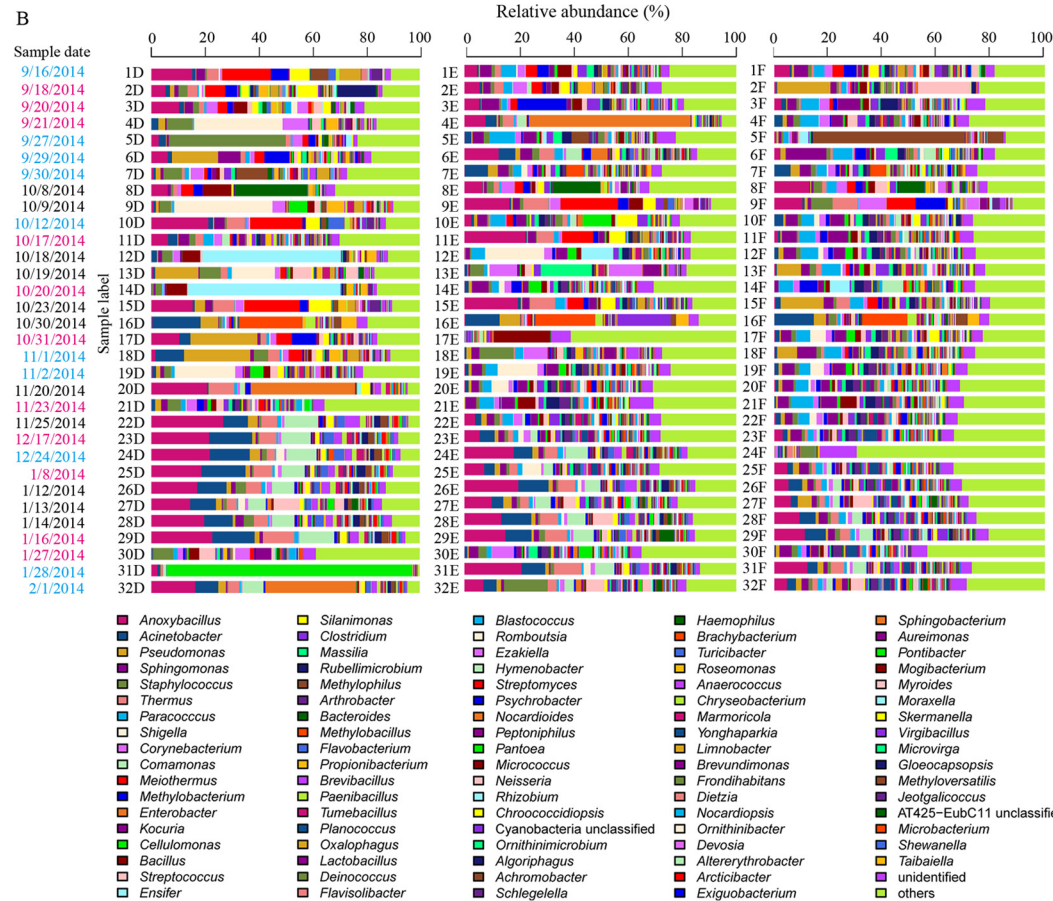 B
Relative abundance (%)
Sample date
0 20 40 60 80 100
0 20 40 60 80 100
0 20 40 60 80 100
Sample label
9/16/2014 1D 1E 1F
9/18/2014 2D 2E 2F
9/20/2014 3D 3E 3F
9/21/2014 4D 4E 4F
9/27/2014 5D 5E 5F
9/29/2014 6D 6E 6F
9/30/2014 7D 7E 7F
10/8/2014 8D 8E 8F
10/9/2014 9D 9E 9F
10/12/2014 10D 10E 10F
10/17/2014 11D 11E 11F
10/18/2014 12D 12E 12F
10/19/2014 13D 13E 13F
10/20/2014 14D 14E 14F
10/23/2014 15D 15E 15F
10/30/2014 16D 16E 16F
10/31/2014 17D 17E 17F
11/1/2014 18D 18E 18F
11/2/2014 19D 19E 19F
11/20/2014 20D 20E 20F
11/23/2014 21D 21E 21F
11/25/2014 22D 22E 22F
12/17/2014 23D 23E 23F
12/24/2014 24D 24E 24F
1/8/2014 25D 25E 25F
1/12/2014 26D 26E 26F
1/13/2014 27D 27E 27F
1/14/2014 28D 28E 28F
1/16/2014 29D 29E 29F
1/27/2014 30D 30E 30F
1/28/2014 31D 31E 31F
2/1/2014 32D 32E 32F
Anoxybacillus Silanimonas Blastococcus Haemophilus Sphingobacterium
Acinetobacter Clostridium Romboutsia Brachybacterium Aureimonas
Pseudomonas Massilia Ezakiella Turicibacter Pontibacter
Sphingomonas Rubellimicrobium Hymenobacter Roseomonas Mogibacterium
Staphylococcus Methylophilus Streptomyces Anaerococcus Myroides
Thermus Arthrobacter Psychrobacter Chryseobacterium Moraxella
Paracoccus Bacteroides Nocardioides Marmoricola Skermanella
Shigella Methylobacillus Peptoniphilus Yonghaparkia Virgibacillus
Corynebacterium Flavobacterium Pantoea Limnobacter Microvirga
Comamonas Propionibacterium Micrococcus Brevundimonas Gloeocapsopsis
Meiothermus Brevibacillus Neisseria Frondihabitans Methyloversatilis
Methylobacterium Paenibacillus Rhizobium Dietzia Jeotgalicoccus
Enterobacter Tumebacillus Chroococcidiopsis Nocardiopsis AT425−EubC11 unclassifie
Kocuria Planococcus Cyanobacteria unclassified Ornithinibacter Microbacterium
Cellulomonas Oxalophagus Ornithinimicrobium Devosia Shewanella
Bacillus Lactobacillus Algoriphagus Altererythrobacter Taibaiella
Streptococcus Deinococcus Achromobacter Arcticibacter unidentified
Ensifer Flavisolibacter Schlegelella Exiguobacterium others